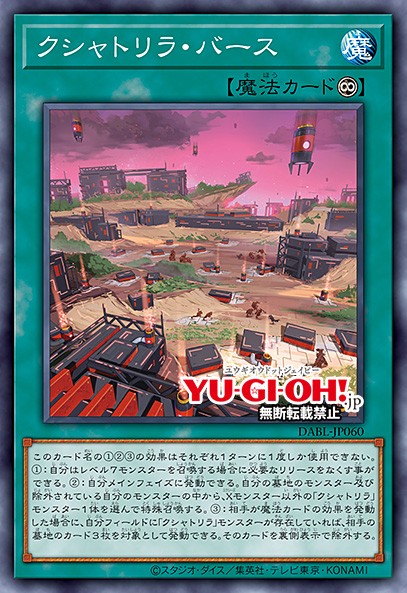 クシャトリラ・バース
魔
【魔法カード】
ユウギオウドットジェイピー
YU-GI-OH!.jp
無断転載禁止
DABL-JP060
このカード名の①②③の効果はそれぞれ1ターンに1度しか使用できない。
①：自分はレベル7モンスターを召喚する場合に必要なリリースをなくす事が
できる。②：自分メインフェイズに発動できる。自分の墓地のモンスター及び
除外されている自分のモンスターの中から、Xモンスター以外の「クシャトリラ」
モンスター1体を選んで特殊召喚する。③：相手が魔法カードの効果を発動
した場合に、自分フィールドに「クシャトリラ」モンスターが存在していれば、相手の
墓地のカード3枚を対象として発動できる。そのカードを裏側表示で除外する。
©スタジオ・ダイス／集英社・テレビ東京・KONAMI